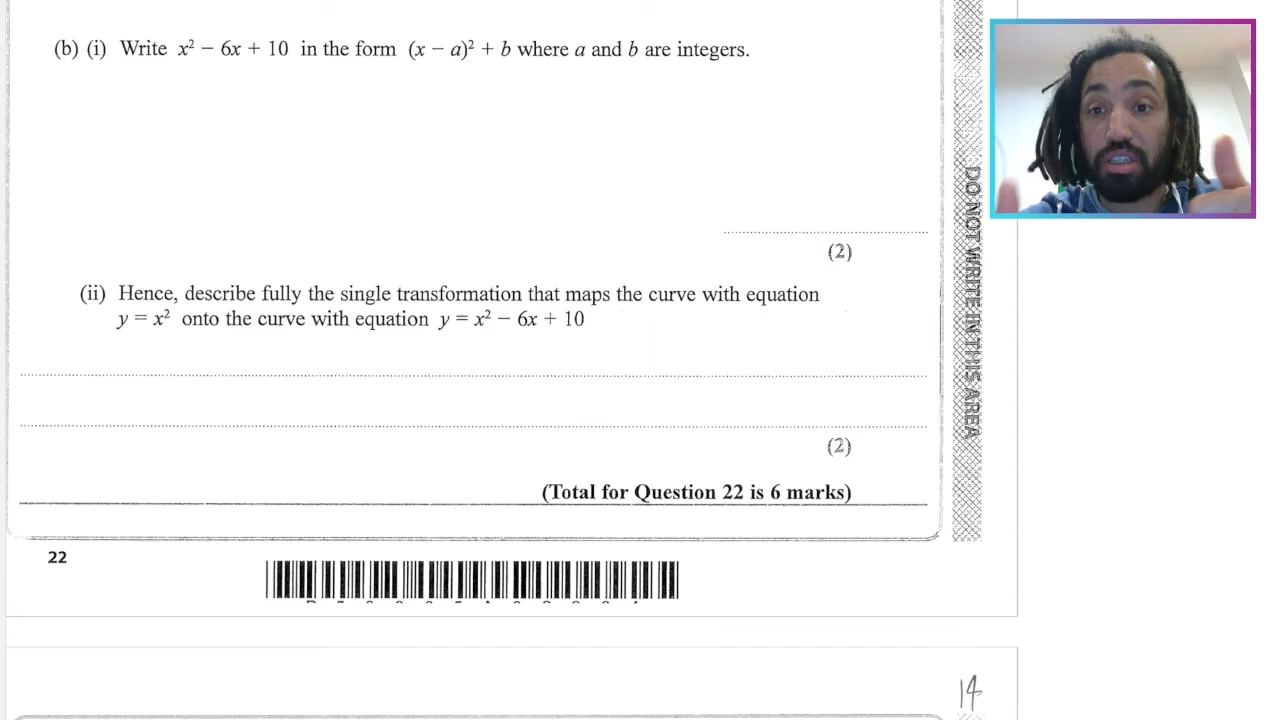 (b) (i) Write x² − 6x + 10 in the form (x − a)² + b where a and b are integers.
(2)
(ii) Hence, describe fully the single transformation that maps the curve with equation
y = x² onto the curve with equation y = x² − 6x + 10
(2)
(Total for Question 22 is 6 marks)
22
DO NOT WRITE IN THIS AREA
14